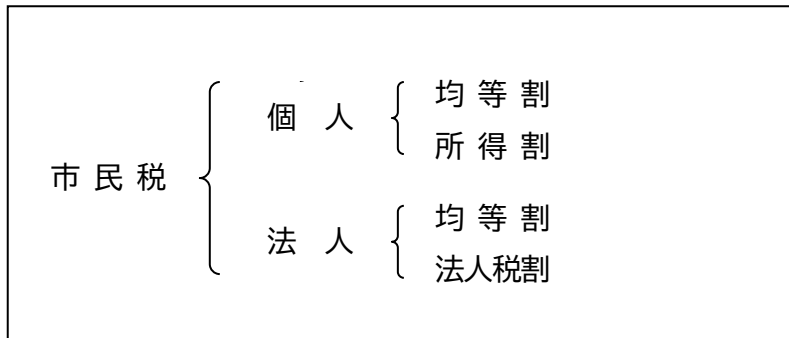 個 人
均 等 割
所 得 割
市 民 税
法 人
均 等 割
法人税割